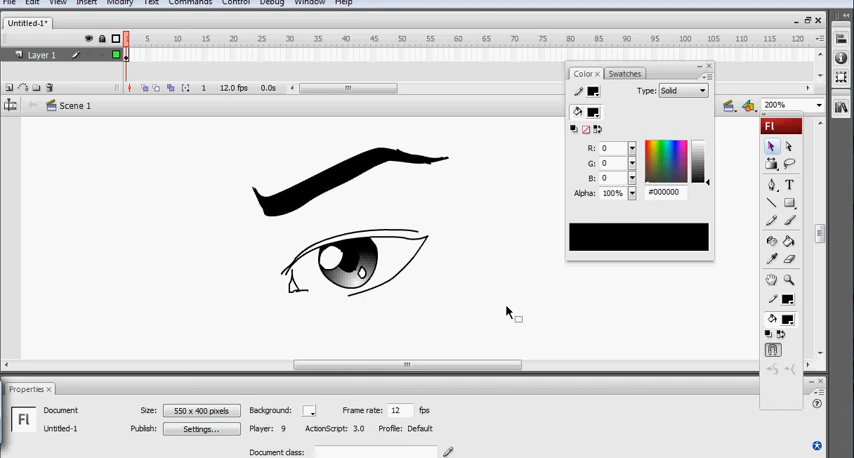 File Edit View Insert Modify Text Commands Control Debug Window Help
Untitled-1*
5 10 15 20 25 30 35 40 45 50 55 60 65 70 75 80 85 90 95 100 105 110 115 120
Layer 1
1 12.0 fps 0.0s
Scene 1
200%
Color × Swatches
Type: Solid
R: 0
G: 0
B: 0
Alpha: 100% #000000
Fl
Properties ×
Fl
Document
Untitled-1
Size: 550 x 400 pixels
Background:
Frame rate: 12 fps
Publish: Settings...
Player: 9
ActionScript: 3.0
Profile: Default
Document class: